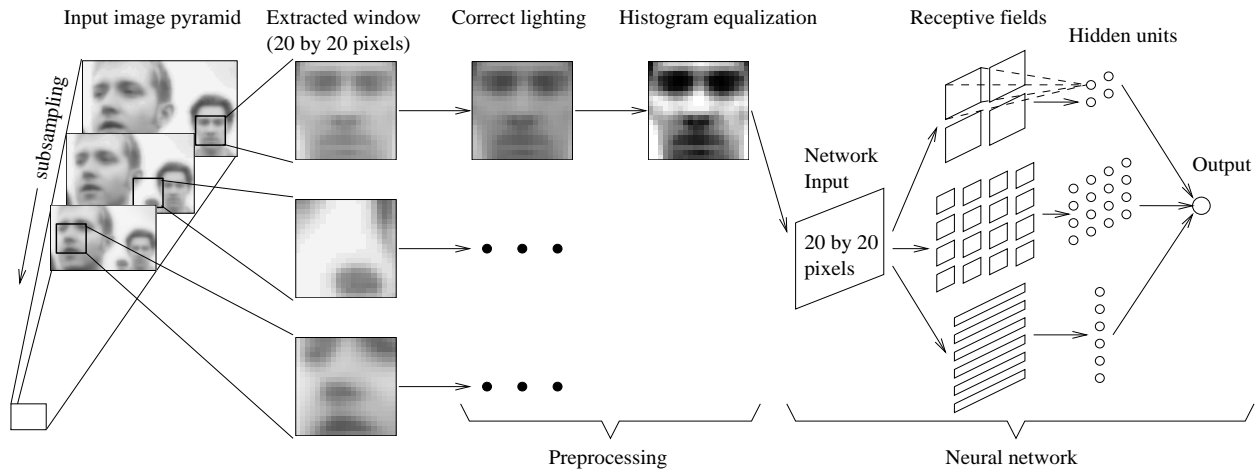 Input image pyramid
Extracted window
(20 by 20 pixels)
Correct lighting
Histogram equalization
Receptive fields
Hidden units
subsampling
Network
Input
Output
20 by 20
pixels
Preprocessing
Neural network